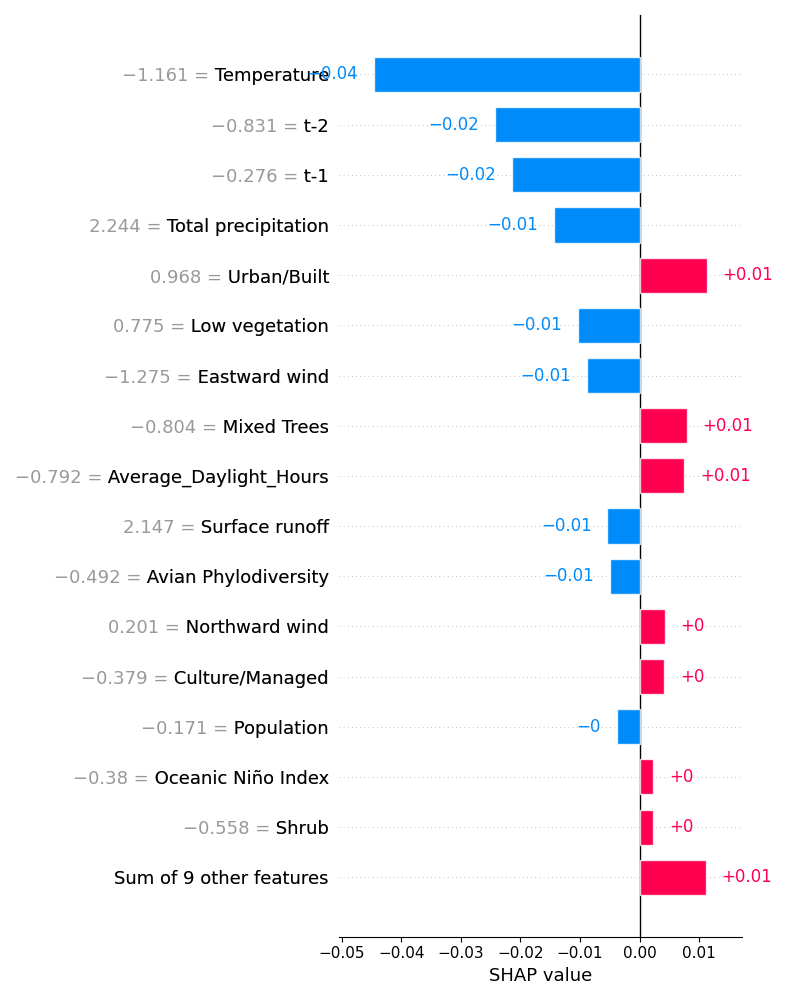 −1.161 = Temperature −0.04
−0.831 = t-2 −0.02
−0.276 = t-1 −0.02
2.244 = Total precipitation −0.01
0.968 = Urban/Built +0.01
0.775 = Low vegetation −0.01
−1.275 = Eastward wind −0.01
−0.804 = Mixed Trees +0.01
−0.792 = Average_Daylight_Hours +0.01
2.147 = Surface runoff −0.01
−0.492 = Avian Phylodiversity −0.01
0.201 = Northward wind +0
−0.379 = Culture/Managed +0
−0.171 = Population −0
−0.38 = Oceanic Niño Index +0
−0.558 = Shrub +0
Sum of 9 other features +0.01
−0.05 −0.04 −0.03 −0.02 −0.01 0.00 0.01
SHAP value